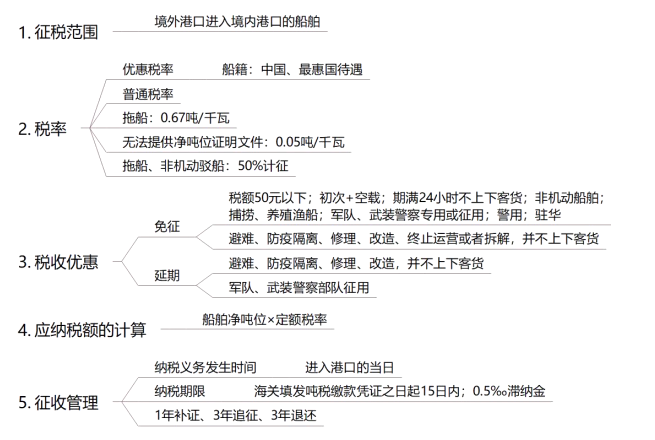 1. 征税范围
境外港口进入境内港口的船舶
2. 税率
优惠税率 船籍：中国、最惠国待遇
普通税率
拖船：0.67吨/千瓦
无法提供净吨位证明文件：0.05吨/千瓦
拖船、非机动驳船：50%计征
3. 税收优惠
免征
税额50元以下；初次+空载；期满24小时不上下客货；非机动船舶；
捕捞、养殖渔船；军队、武装警察专用或征用；警用；驻华
避难、防疫隔离、修理、改造、终止运营或者拆解，并不上下客货
延期
避难、防疫隔离、修理、改造，并不上下客货
军队、武装警察部队征用
4. 应纳税额的计算
船舶净吨位×定额税率
5. 征收管理
纳税义务发生时间 进入港口的当日
纳税期限 海关填发吨税缴款凭证之日起15日内；0.5‰滞纳金
1年补证、3年追征、3年退还